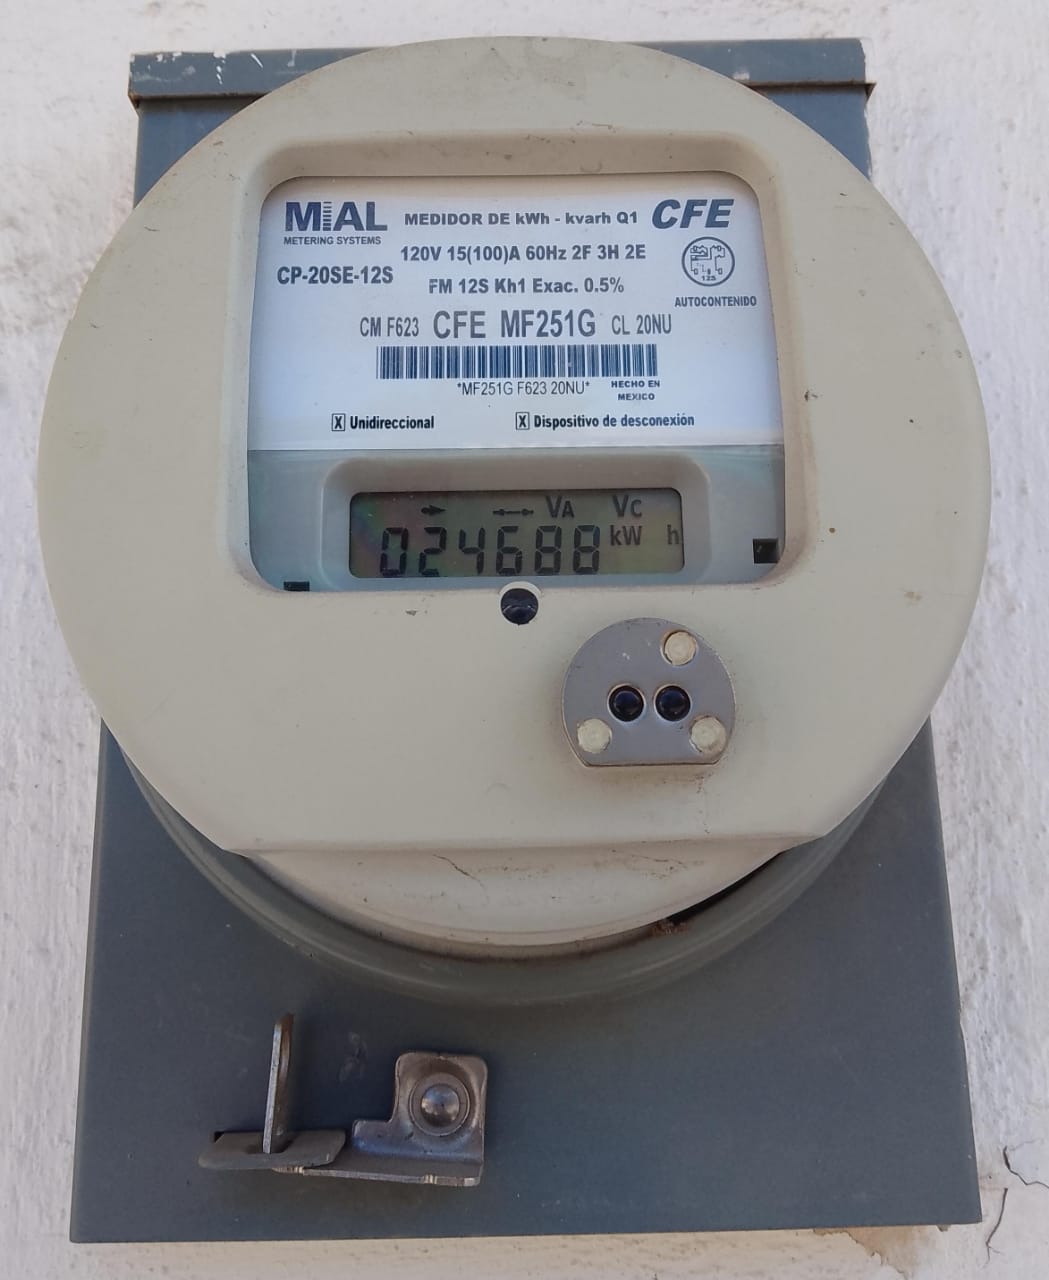 MIAL
METERING SYSTEMS
MEDIDOR DE kWh - kvarh Q1
CFE
120V 15(100)A 60Hz 2F 3H 2E
CP-20SE-12S
FM 12S Kh1 Exac. 0.5%
12S
AUTOCONTENIDO
CM F623 CFE MF251G CL 20NU
*MF251G F623 20NU*
HECHO EN
MEXICO
X Unidireccional
X Dispositivo de desconexión
VA VC
024688 kW h